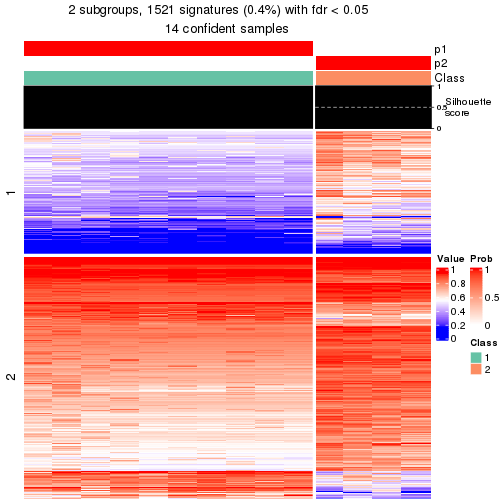 2 subgroups, 1521 signatures (0.4%) with fdr < 0.05
14 confident samples
p1
p2
Class
1
0.5
0
Silhouette
score
1
2
Value
1
0.8
0.6
0.4
0.2
0
Prob
1
0.5
0
Class
1
2